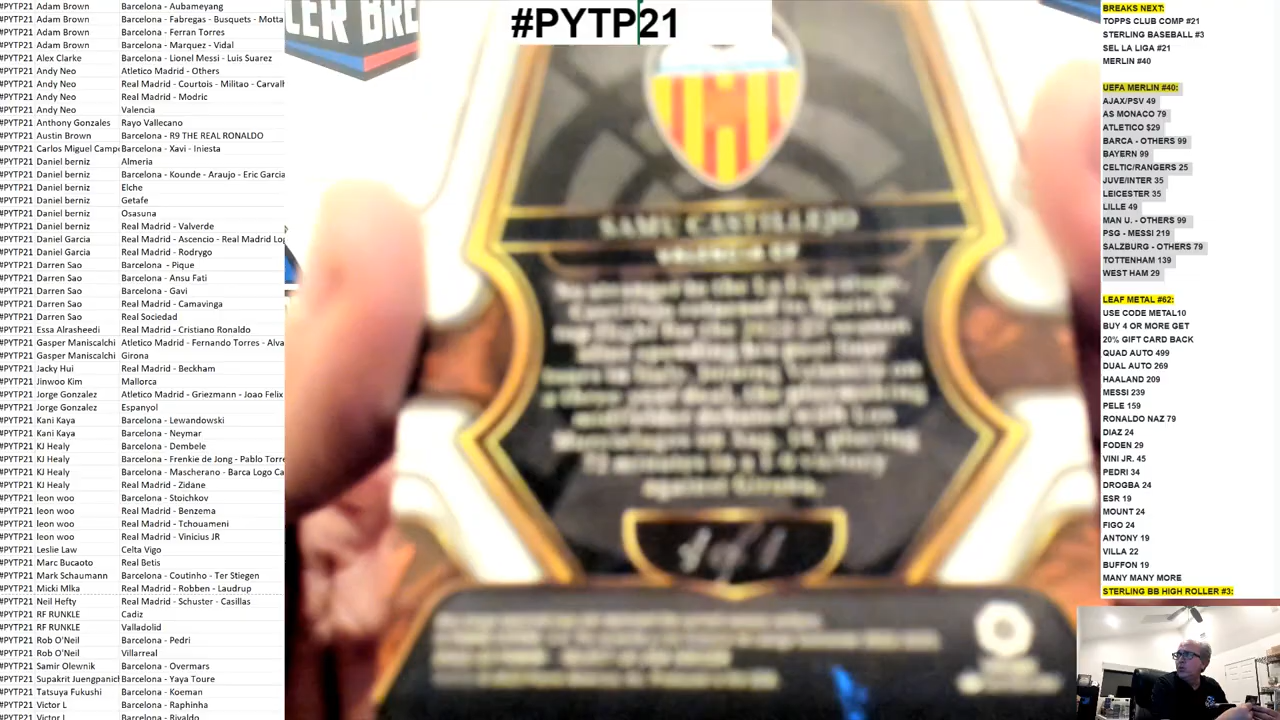 #PYTP21
#PYTP21 Adam Brown Barcelona - Aubameyang
#PYTP21 Adam Brown Barcelona - Fabregas - Busquets - Motta
#PYTP21 Adam Brown Barcelona - Ferran Torres
#PYTP21 Adam Brown Barcelona - Marquez - Vidal
#PYTP21 Alex Clarke Barcelona - Lionel Messi - Luis Suarez
#PYTP21 Andy Neo Atletico Madrid - Others
#PYTP21 Andy Neo Real Madrid - Courtois - Militao - Carvalh
#PYTP21 Andy Neo Real Madrid - Modric
#PYTP21 Andy Neo Valencia
#PYTP21 Anthony Gonzales Rayo Vallecano
#PYTP21 Austin Brown Barcelona - R9 THE REAL RONALDO
#PYTP21 Carlos Miguel Campo Barcelona - Xavi - Iniesta
#PYTP21 Daniel berniz Almeria
#PYTP21 Daniel berniz Barcelona - Kounde - Araujo - Eric Garcia
#PYTP21 Daniel berniz Elche
#PYTP21 Daniel berniz Getafe
#PYTP21 Daniel berniz Osasuna
#PYTP21 Daniel berniz Real Madrid - Valverde
#PYTP21 Daniel Garcia Real Madrid - Ascencio - Real Madrid Log
#PYTP21 Daniel Garcia Real Madrid - Rodrygo
#PYTP21 Darren Sao Barcelona - Pique
#PYTP21 Darren Sao Barcelona - Ansu Fati
#PYTP21 Darren Sao Barcelona - Gavi
#PYTP21 Darren Sao Real Madrid - Camavinga
#PYTP21 Darren Sao Real Sociedad
#PYTP21 Essa Alrasheedi Real Madrid - Cristiano Ronaldo
#PYTP21 Gasper Maniscalchi Atletico Madrid - Fernando Torres - Alva
#PYTP21 Gasper Maniscalchi Girona
#PYTP21 Jacky Hui Real Madrid - Beckham
#PYTP21 Jinwoo Kim Mallorca
#PYTP21 Jorge Gonzalez Atletico Madrid - Griezmann - Joao Felix
#PYTP21 Jorge Gonzalez Espanyol
#PYTP21 Kani Kaya Barcelona - Lewandowski
#PYTP21 Kani Kaya Barcelona - Neymar
#PYTP21 KJ Healy Barcelona - Dembele
#PYTP21 KJ Healy Barcelona - Frenkie de Jong - Pablo Torre
#PYTP21 KJ Healy Barcelona - Mascherano - Barca Logo Ca
#PYTP21 KJ Healy Real Madrid - Zidane
#PYTP21 leon woo Barcelona - Stoichkov
#PYTP21 leon woo Real Madrid - Benzema
#PYTP21 leon woo Real Madrid - Tchouameni
#PYTP21 leon woo Real Madrid - Vinicius JR
#PYTP21 Leslie Law Celta Vigo
#PYTP21 Marc Bucaoto Real Betis
#PYTP21 Mark Schaumann Barcelona - Coutinho - Ter Stiegen
#PYTP21 Micki Mlka Real Madrid - Robben - Laudrup
#PYTP21 Neil Hefty Real Madrid - Schuster - Casillas
#PYTP21 RF RUNKLE Cadiz
#PYTP21 RF RUNKLE Valladolid
#PYTP21 Rob O'Neil Barcelona - Pedri
#PYTP21 Rob O'Neil Villarreal
#PYTP21 Samir Olewnik Barcelona - Overmars
#PYTP21 Supakrit Juengpanich Barcelona - Yaya Toure
#PYTP21 Tatsuya Fukushi Barcelona - Koeman
#PYTP21 Victor L Barcelona - Raphinha
#PYTP21 Victor L Barcelona - Rivaldo
SAMU CASTILLEJO
VALENCIA CF
1 of 1
BREAKS NEXT:
TOPPS CLUB COMP #21
STERLING BASEBALL #3
SEL LA LIGA #21
MERLIN #40
UEFA MERLIN #40:
AJAX/PSV 49
AS MONACO 79
ATLETICO $29
BARCA - OTHERS 99
BAYERN 99
CELTIC/RANGERS 25
JUVE/INTER 35
LEICESTER 35
LILLE 49
MAN U. - OTHERS 99
PSG - MESSI 219
SALZBURG - OTHERS 79
TOTTENHAM 139
WEST HAM 29
LEAF METAL #62:
USE CODE METAL10
BUY 4 OR MORE GET
20% GIFT CARD BACK
QUAD AUTO 499
DUAL AUTO 269
HAALAND 209
MESSI 239
PELE 159
RONALDO NAZ 79
DIAZ 24
FODEN 29
VINI JR. 45
PEDRI 34
DROGBA 24
ESR 19
MOUNT 24
FIGO 24
ANTONY 19
VILLA 22
BUFFON 19
MANY MANY MORE
STERLING BB HIGH ROLLER #3: